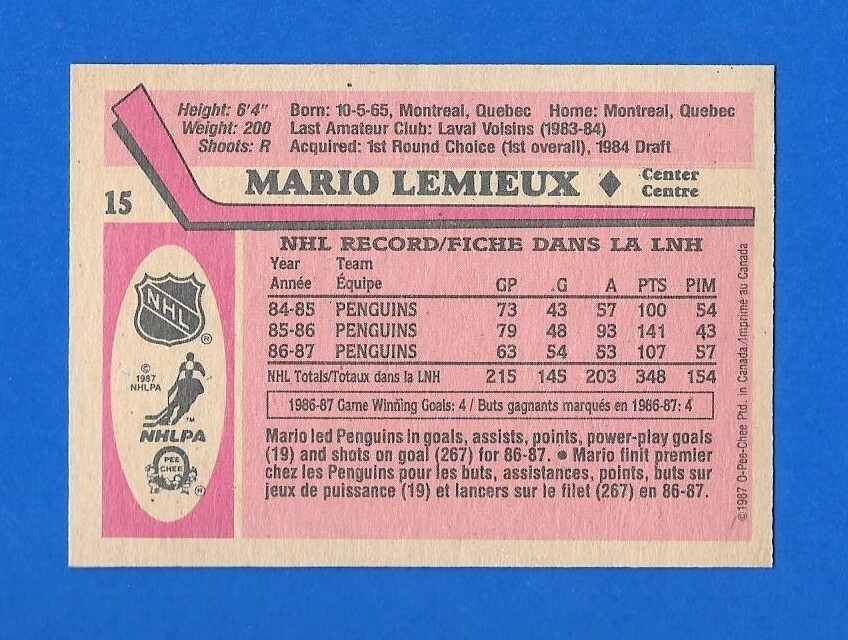 Height: 6'4" Born: 10-5-65, Montreal, Quebec Home: Montreal, Quebec
Weight: 200 Last Amateur Club: Laval Voisins (1983-84)
Shoots: R Acquired: 1st Round Choice (1st overall), 1984 Draft
15
MARIO LEMIEUX ♦ Center
Centre
NHL RECORD/FICHE DANS LA LNH
Year Team
Année Équipe GP G A PTS PIM
84-85 PENGUINS 73 43 57 100 54
85-86 PENGUINS 79 48 93 141 43
86-87 PENGUINS 63 54 53 107 57
NHL Totals/Totaux dans la LNH 215 145 203 348 154
1986-87 Game Winning Goals: 4 / Buts gagnants marqués en 1986-87: 4
Mario led Penguins in goals, assists, points, power-play goals
(19) and shots on goal (267) for 86-87. ● Mario finit premier
chez les Penguins pour les buts, assistances, points, buts sur
jeux de puissance (19) et lancers sur le filet (267) en 86-87.
NHL
®
©
1987
NHLPA
TM
NHLPA
PEE
CHEE
®
©1987 O-Pee-Chee Ptd. in Canada/Imprimé au Canada